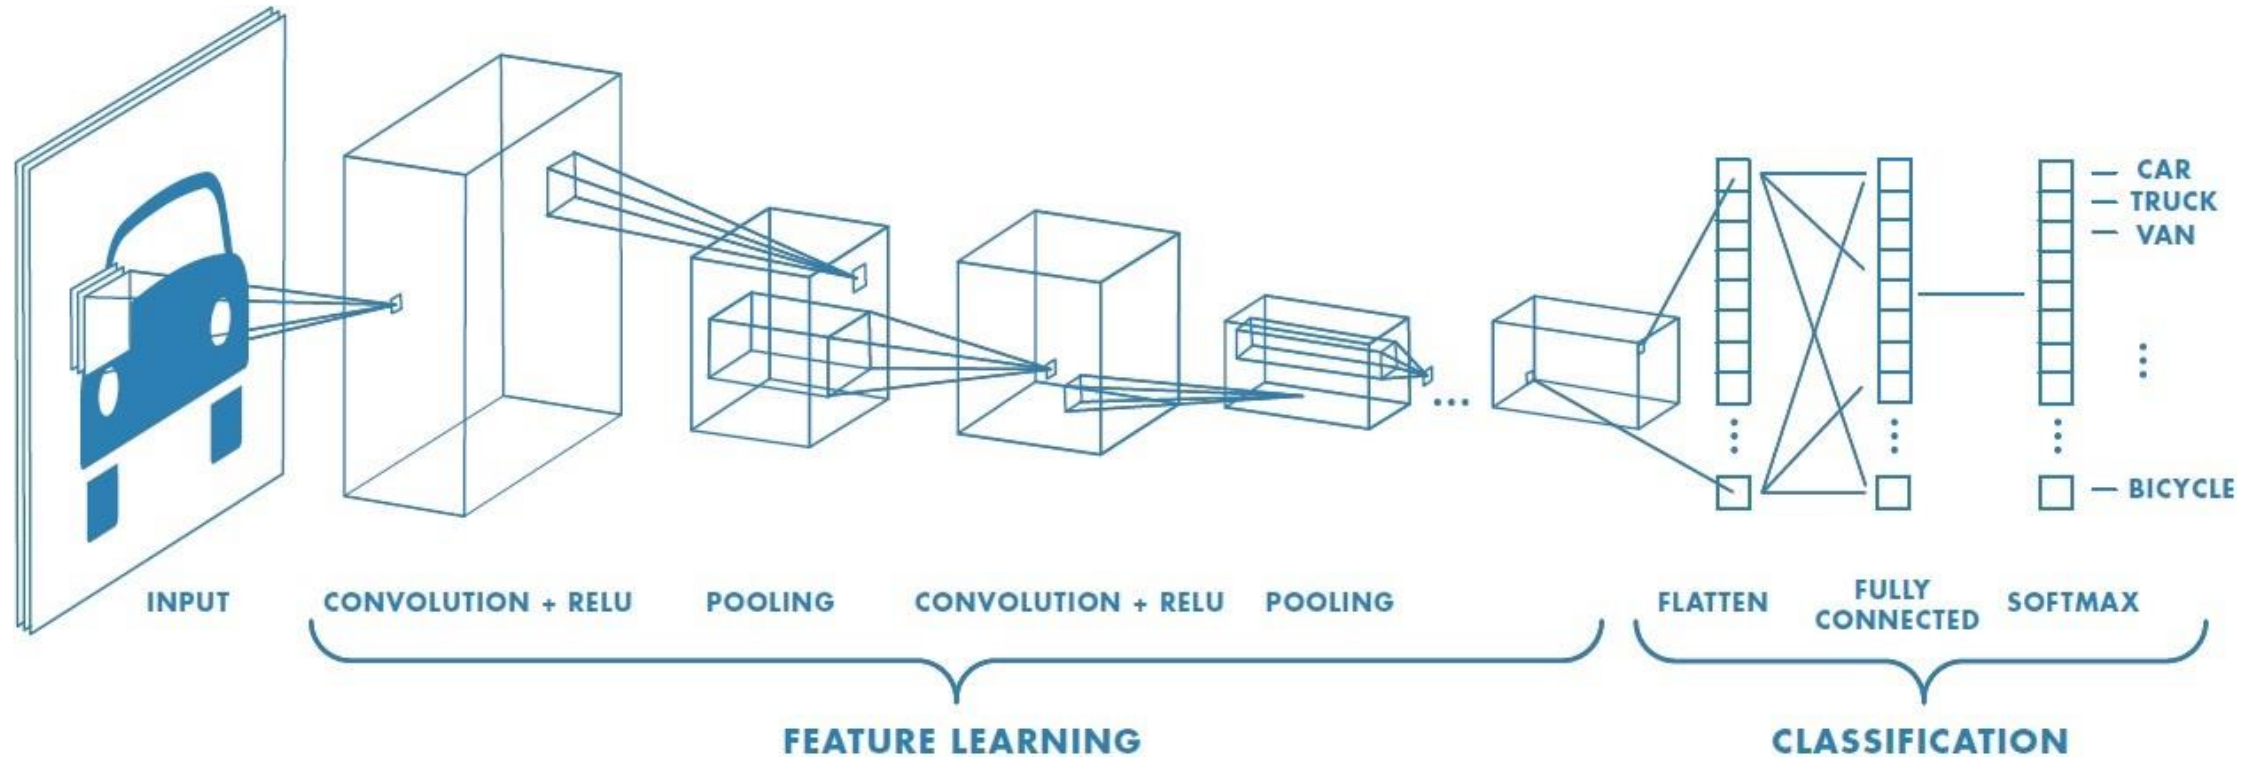 CAR
TRUCK
VAN
BICYCLE
INPUT
CONVOLUTION + RELU
POOLING
CONVOLUTION + RELU
POOLING
FLATTEN
FULLY
CONNECTED
SOFTMAX
FEATURE LEARNING
CLASSIFICATION